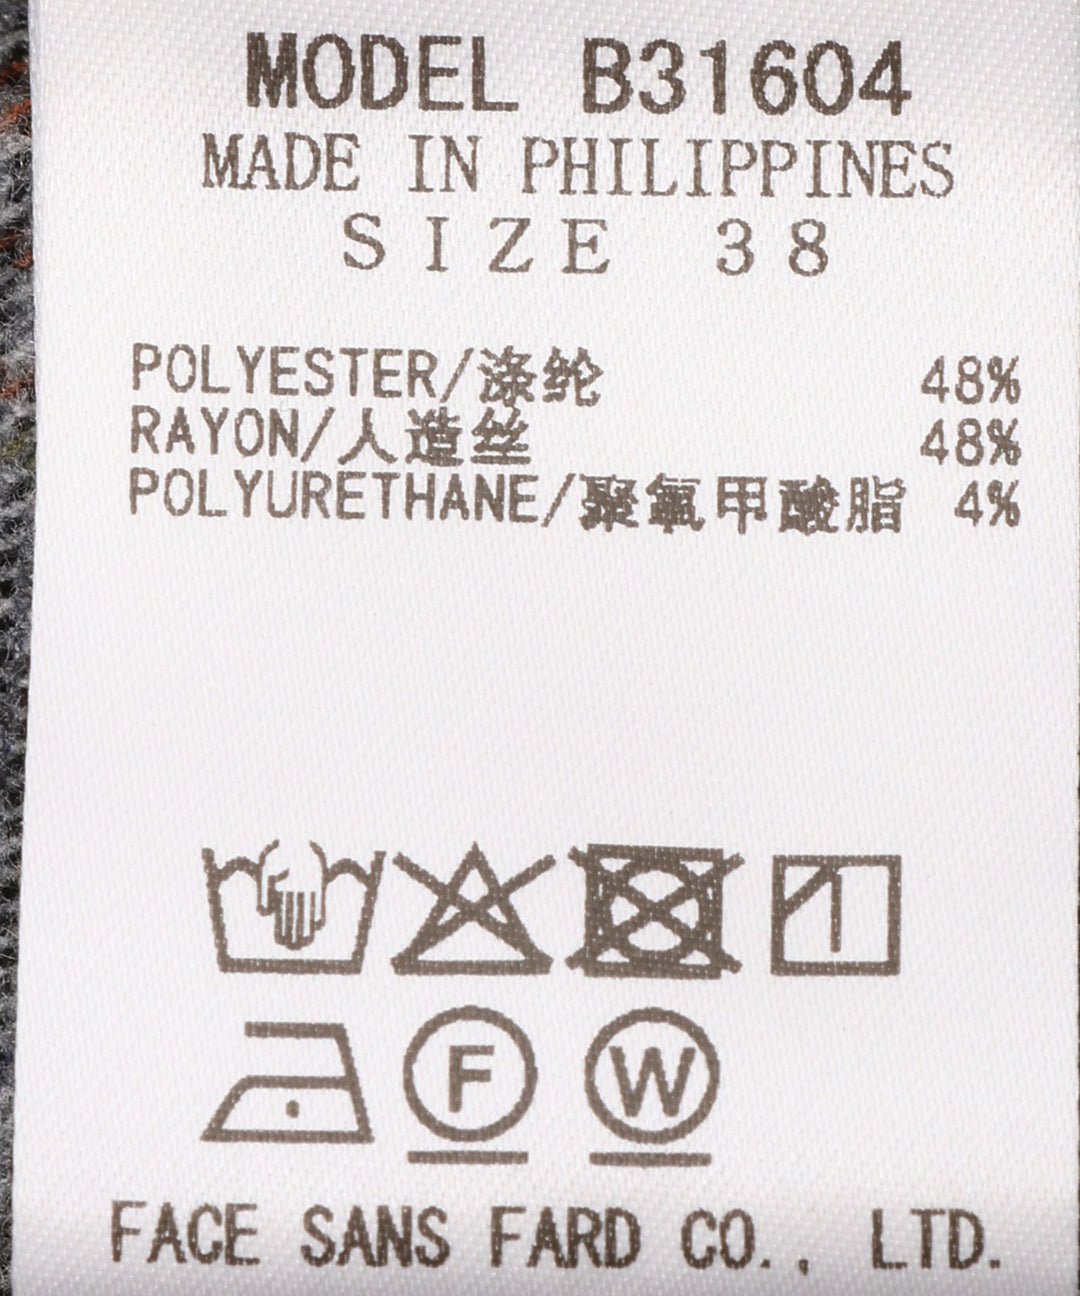 MODEL B31604
MADE IN PHILIPPINES
SIZE 38
POLYESTER/涤纶 48%
RAYON/人造丝 48%
POLYURETHANE/聚氨甲酸脂 4%
F W
FACE SANS FARD CO., LTD.